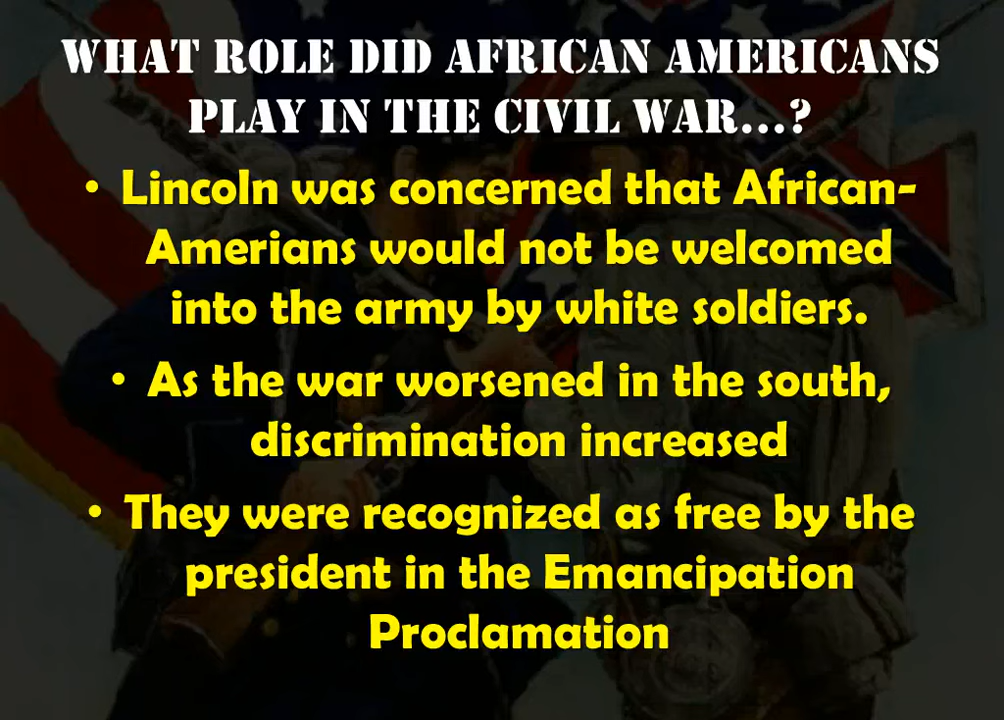 WHAT ROLE DID AFRICAN AMERICANS
PLAY IN THE CIVIL WAR...?
• Lincoln was concerned that African-
Amerians would not be welcomed
into the army by white soldiers.
• As the war worsened in the south,
discrimination increased
• They were recognized as free by the
president in the Emancipation
Proclamation